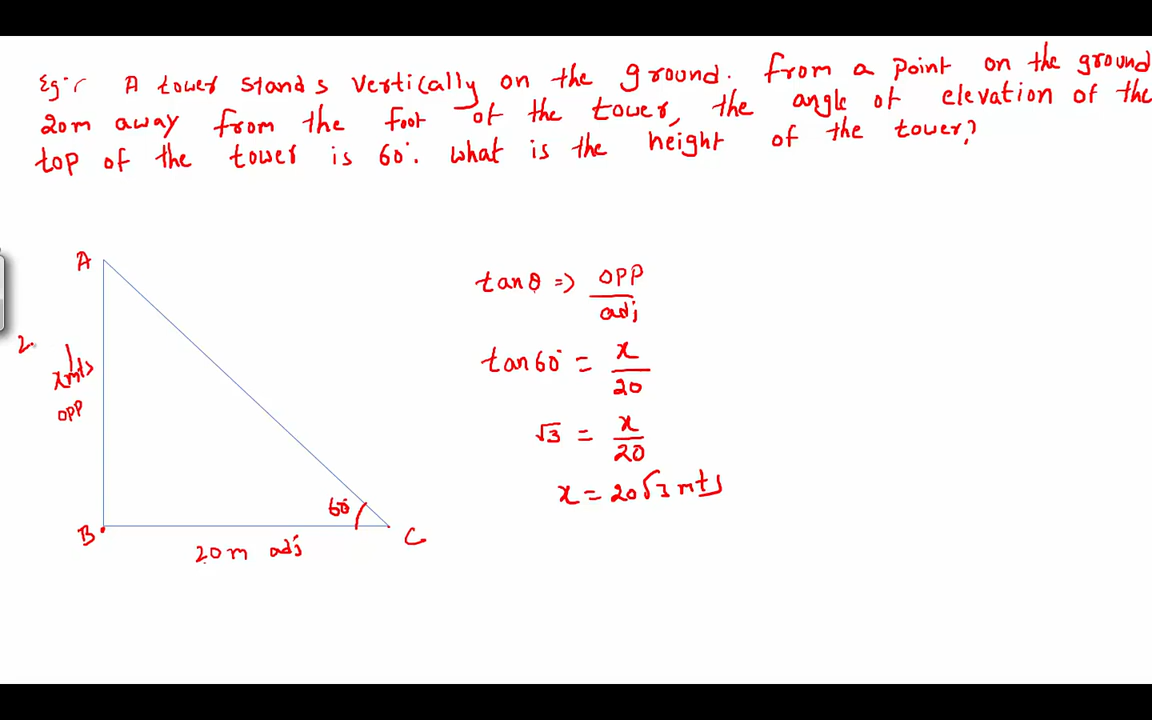 Eg:- A tower stands vertically on the ground. From a point on the ground
20m away from the foot of the tower, the angle of elevation of the
top of the tower is 60°. What is the height of the tower?
A
tanθ => opp
adj
2.
x mts
opp
tan60° = x
20
√3 = x
20
x = 20√3 mts
60°
B
C
20m adj